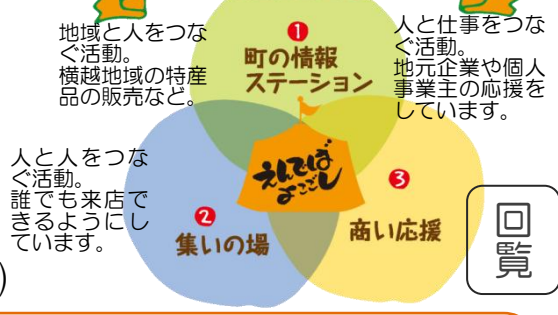 地域と人をつな
ぐ活動。
横越地域の特産
品の販売など。
❶
町の情報
ステーション
人と仕事をつな
ぐ活動。
地元企業や個人
事業主の応援を
しています。
人と人をつな
ぐ活動。
誰でも来店で
きるようにし
ています。
えんでば
よこごし
❷
集いの場
❸
商い応援
回
覧
)